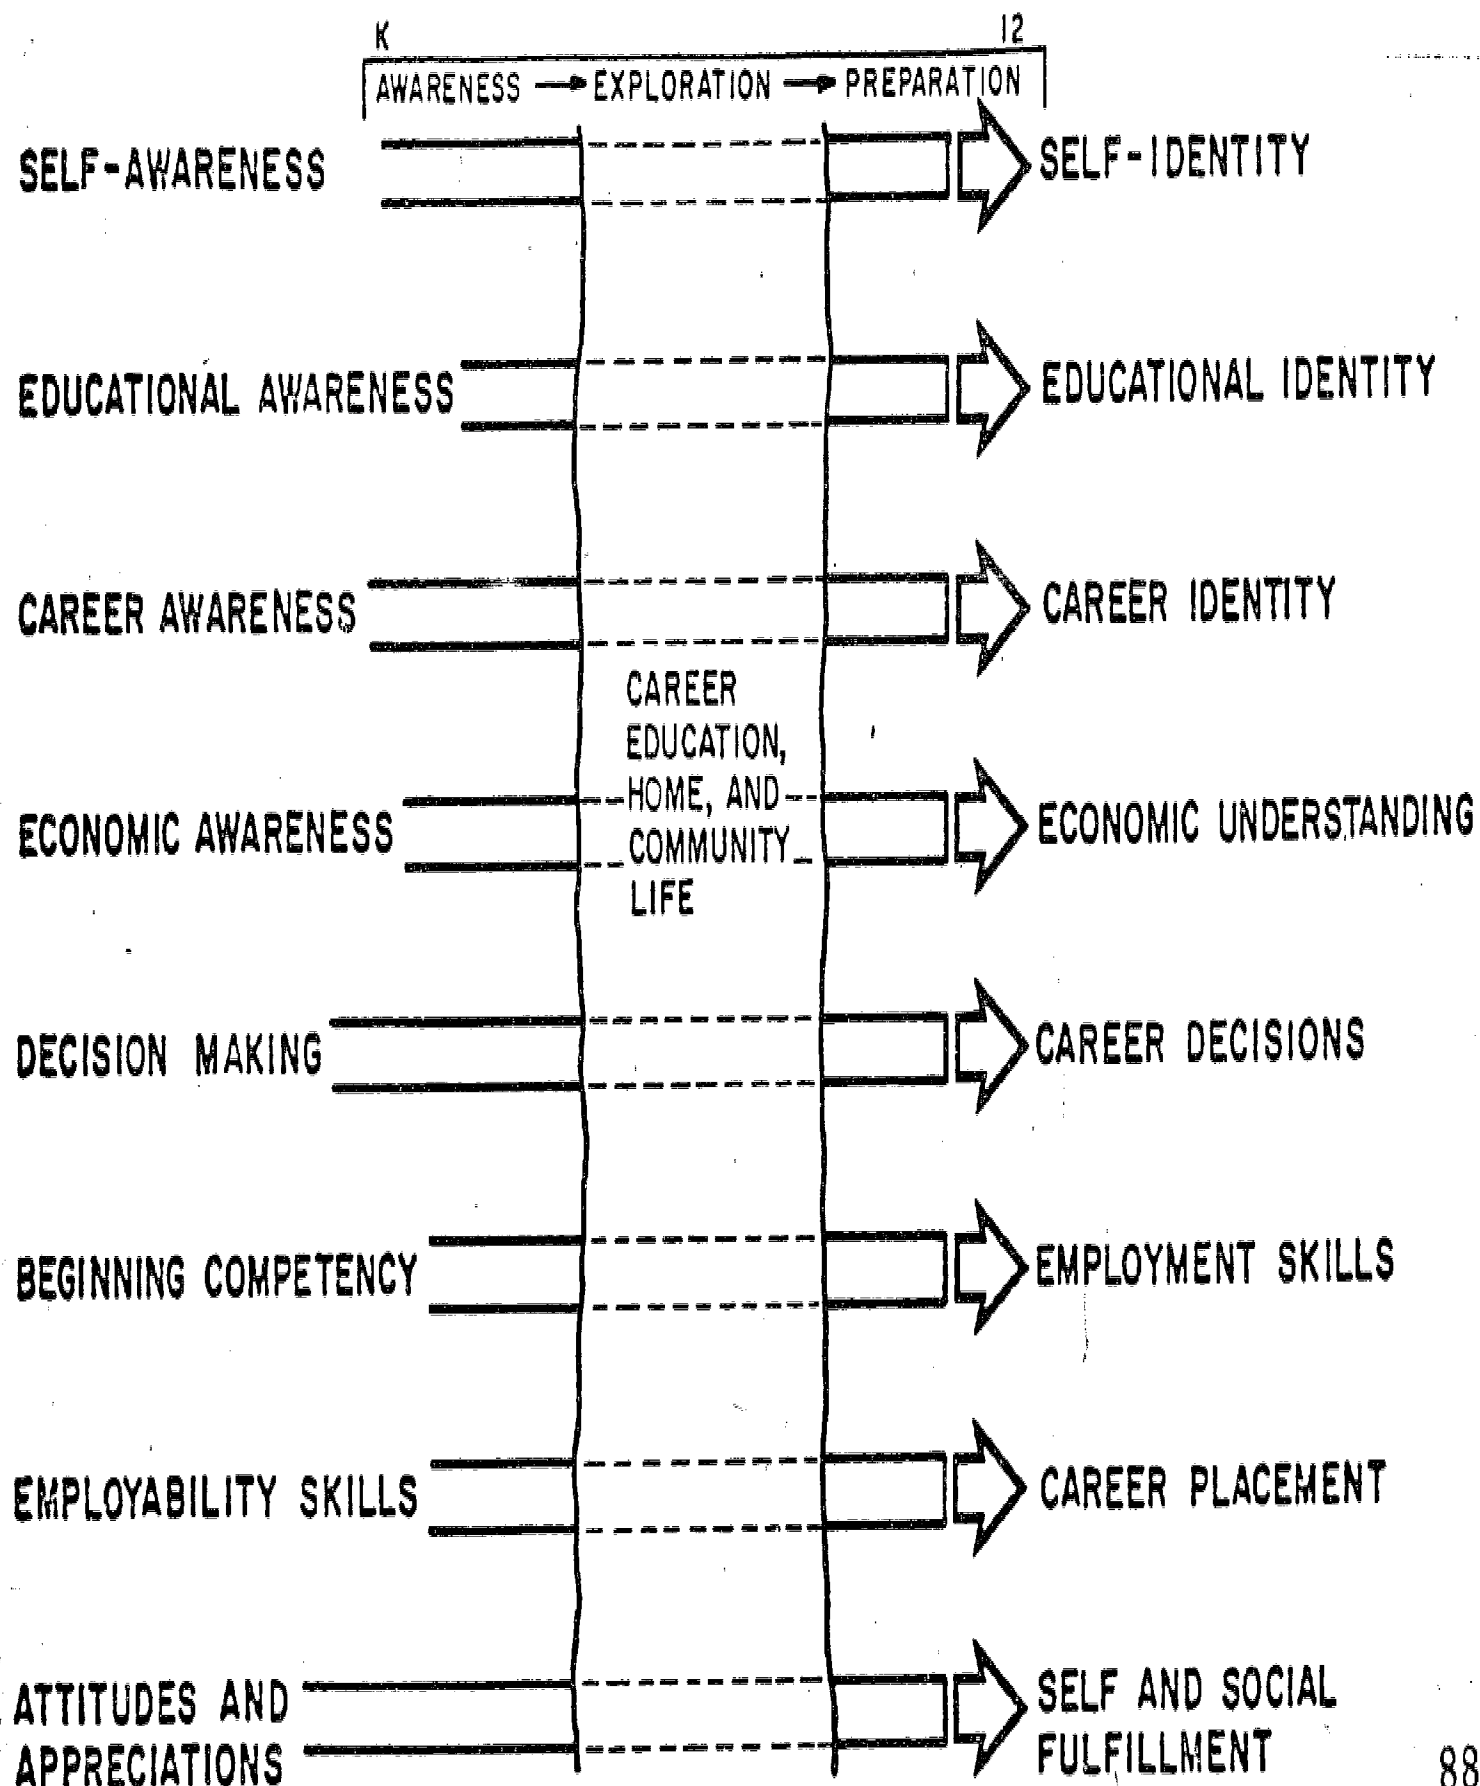 K 12
AWARENESS → EXPLORATION → PREPARATION
SELF-AWARENESS SELF-IDENTITY
EDUCATIONAL AWARENESS EDUCATIONAL IDENTITY
CAREER AWARENESS CAREER IDENTITY
CAREER
EDUCATION,
HOME, AND
COMMUNITY
LIFE
ECONOMIC AWARENESS ECONOMIC UNDERSTANDING
DECISION MAKING CAREER DECISIONS
BEGINNING COMPETENCY EMPLOYMENT SKILLS
EMPLOYABILITY SKILLS CAREER PLACEMENT
ATTITUDES AND SELF AND SOCIAL
APPRECIATIONS FULFILLMENT
88